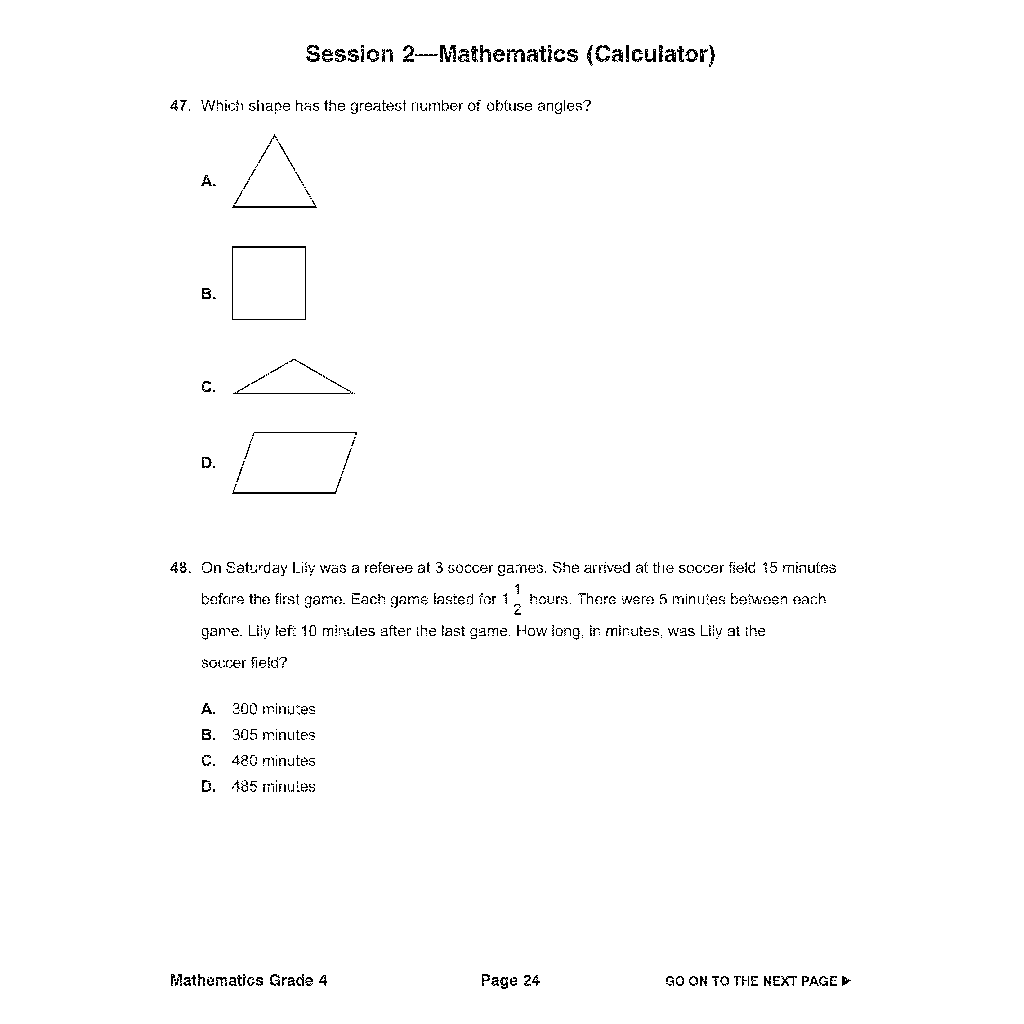 Session 2—Mathematics (Calculator)
47. Which shape has the greatest number of obtuse angles?
A.
B.
C.
D.
48. On Saturday Lily was a referee at 3 soccer games. She arrived at the soccer field 15 minutes
before the first game. Each game lasted for 1 1/2 hours. There were 5 minutes between each
game. Lily left 10 minutes after the last game. How long, in minutes, was Lily at the
soccer field?
A. 300 minutes
B. 305 minutes
C. 480 minutes
D. 485 minutes
Mathematics Grade 4 Page 24 GO ON TO THE NEXT PAGE ▶